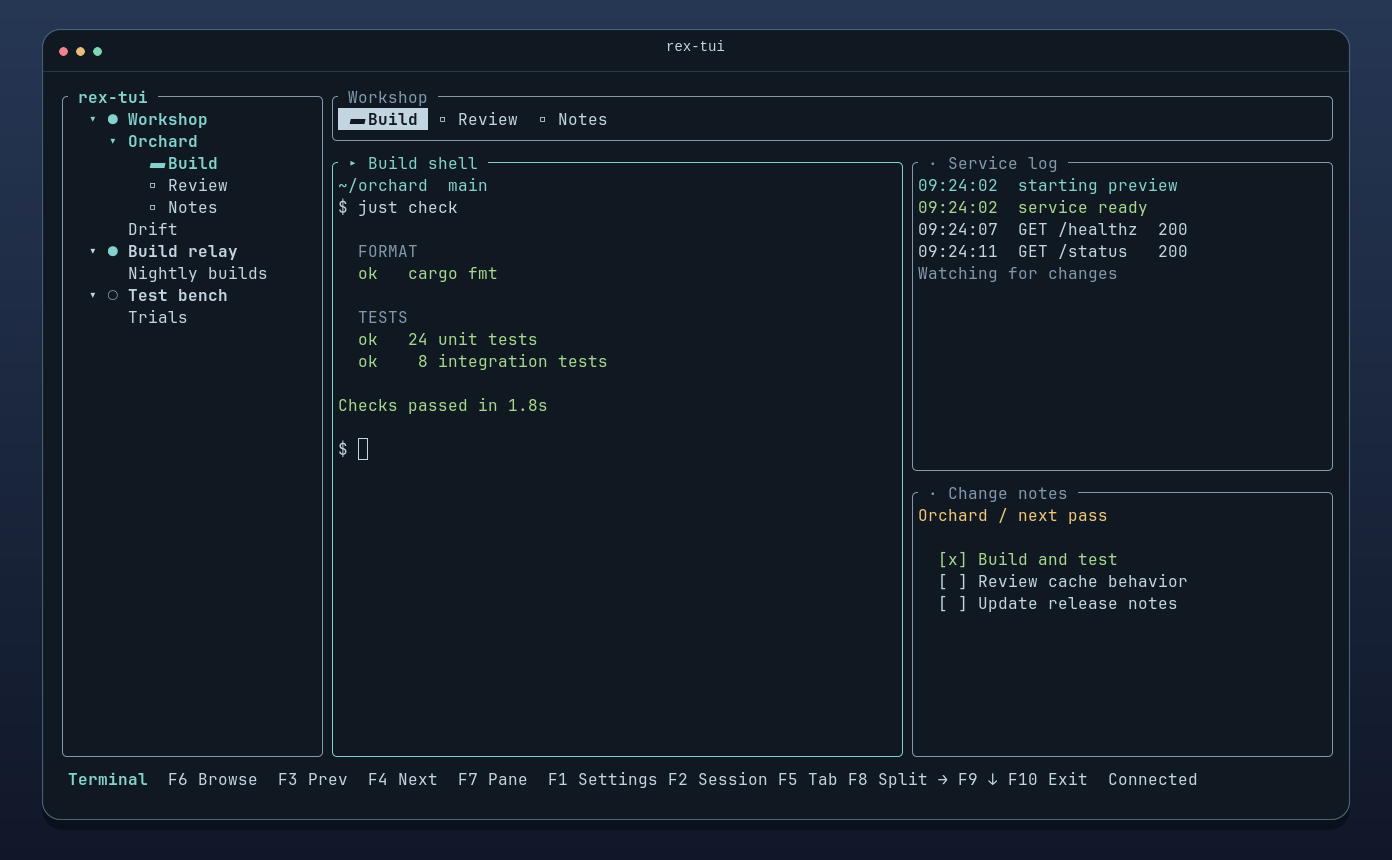 rex-tui
rex-tui
▾ ● Workshop
▾ Orchard
▰ Build
▫ Review
▫ Notes
Drift
▾ ● Build relay
Nightly builds
▾ ○ Test bench
Trials
Workshop
▰ Build ▫ Review ▫ Notes
▸ Build shell
~/orchard  main
$ just check
FORMAT
ok   cargo fmt
TESTS
ok   24 unit tests
ok    8 integration tests
Checks passed in 1.8s
$
· Service log
09:24:02  starting preview
09:24:02  service ready
09:24:07  GET /healthz  200
09:24:11  GET /status   200
Watching for changes
· Change notes
Orchard / next pass
[x] Build and test
[ ] Review cache behavior
[ ] Update release notes
Terminal  F6 Browse  F3 Prev  F4 Next  F7 Pane  F1 Settings F2 Session F5 Tab F8 Split → F9 ↓ F10 Exit  Connected